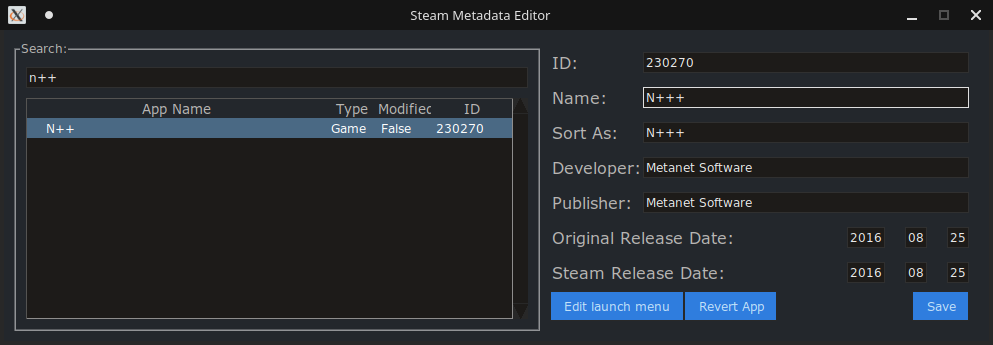 Steam Metadata Editor
Search:
n++
App Name Type Modified ID
N++ Game False 230270
ID: 230270
Name: N+++
Sort As: N+++
Developer: Metanet Software
Publisher: Metanet Software
Original Release Date: 2016 08 25
Steam Release Date: 2016 08 25
Edit launch menu Revert App Save